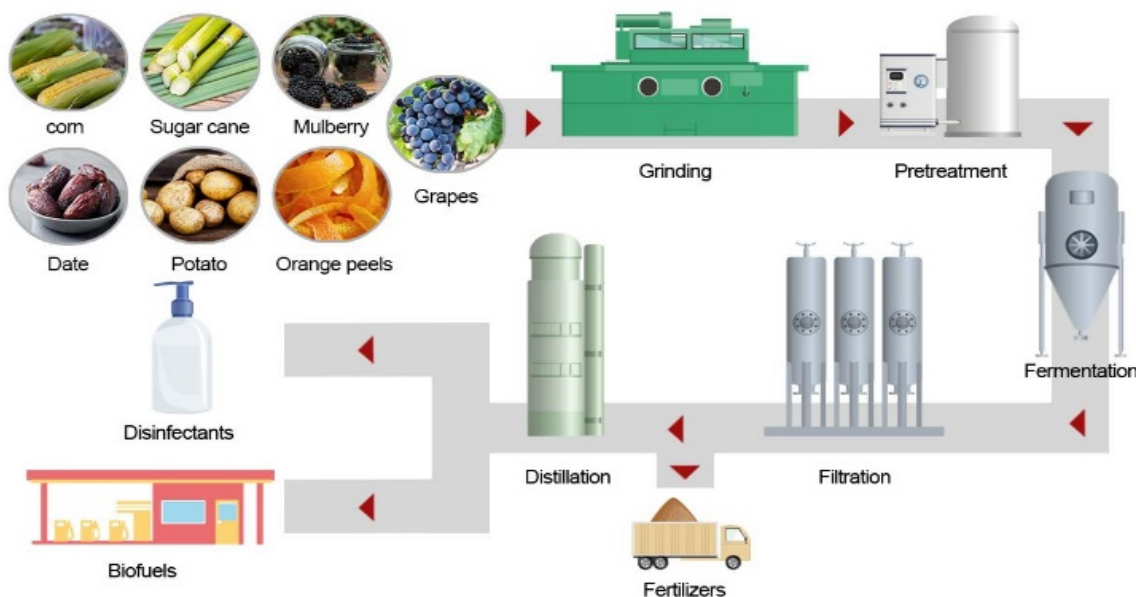 corn
Sugar cane
Mulberry
Grapes
Date
Potato
Orange peels
Grinding
Pretreatment
Fermentation
Filtration
Distillation
Fertilizers
Disinfectants
Biofuels